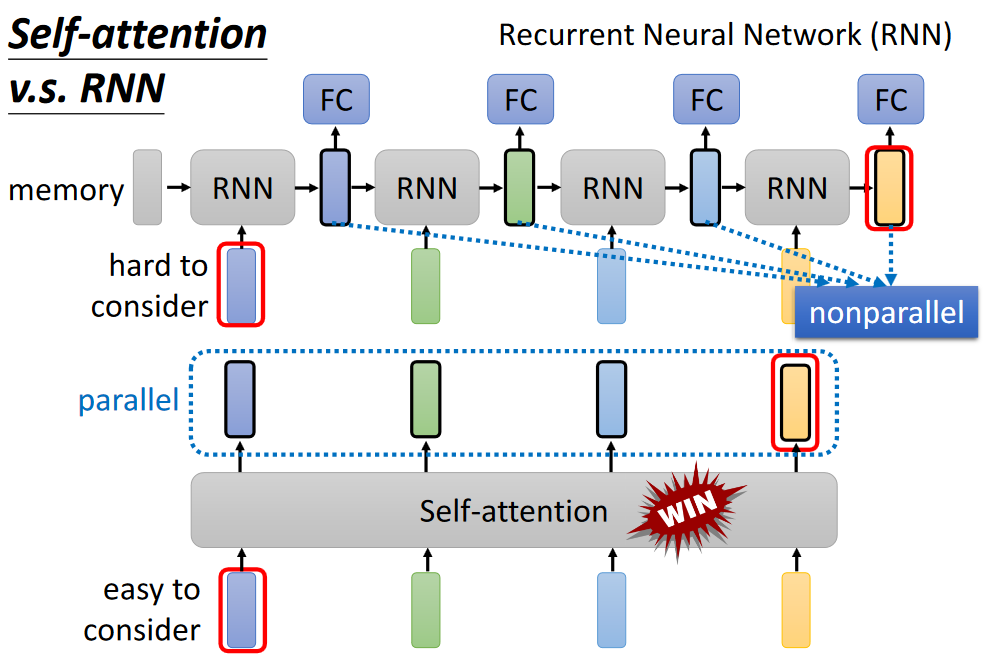 Self-attention
v.s. RNN
Recurrent Neural Network (RNN)
FC
FC
FC
FC
memory
RNN
RNN
RNN
RNN
hard to
consider
nonparallel
parallel
Self-attention
WIN
easy to
consider